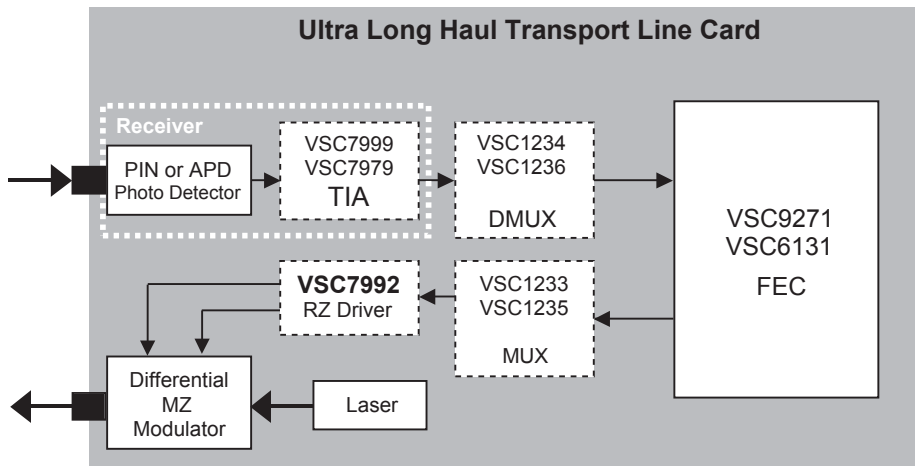 Ultra Long Haul Transport Line Card
Receiver
PIN or APD
Photo Detector
VSC7999
VSC7979
TIA
VSC1234
VSC1236
DMUX
VSC9271
VSC6131
FEC
VSC7992
RZ Driver
VSC1233
VSC1235
MUX
Differential
MZ
Modulator
Laser